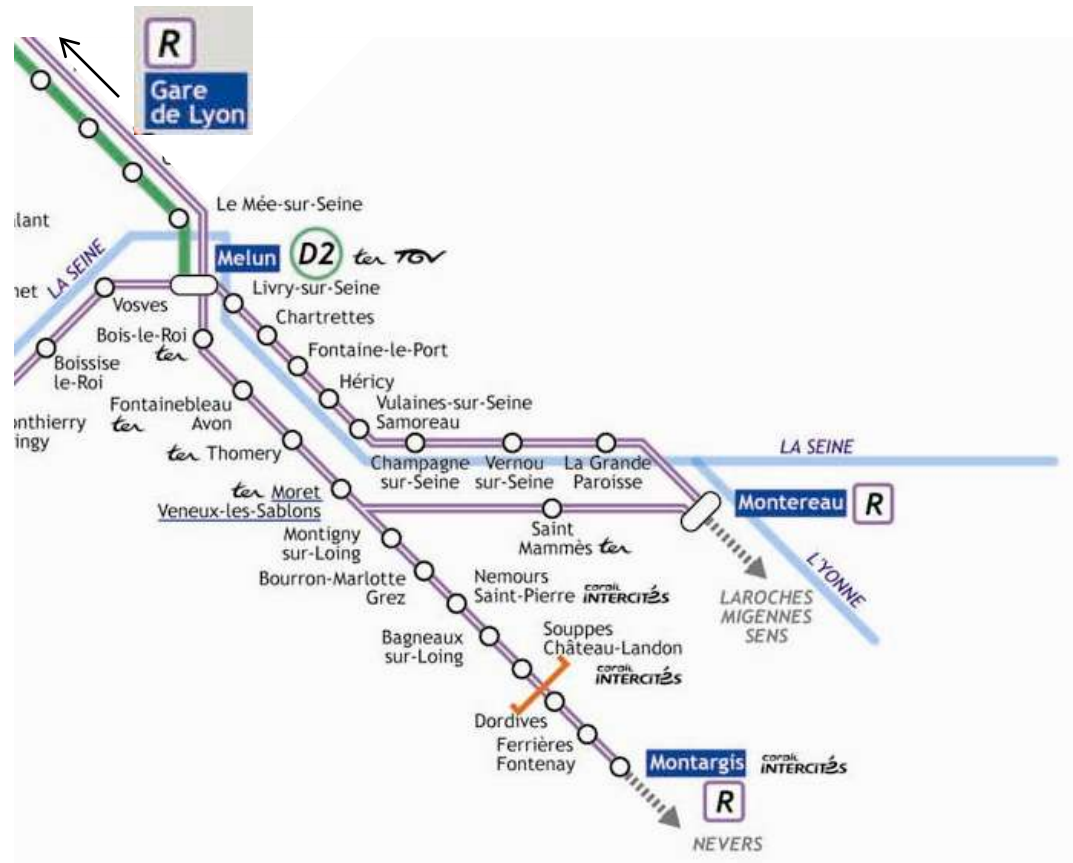 R
Gare
de Lyon
Le Mée-sur-Seine
lant
LA SEINE
Melun
D2
ter TGV
net
Vosves
Livry-sur-Seine
Chartrettes
Bois-le-Roi
ter
Fontaine-le-Port
Boissise
le-Roi
Héricy
Fontainebleau
ter Avon
Vulaines-sur-Seine
Samoreau
onthierry
ingy
ter Thomery
Champagne
sur-Seine
Vernou
sur-Seine
La Grande
Paroisse
LA SEINE
ter Moret
Veneux-les-Sablons
Montereau
R
Saint
Mammès ter
Montigny
sur-Loing
L'YONNE
Bourron-Marlotte
Grez
Nemours
Saint-Pierre
corail
INTERCITÉS
LAROCHES
MIGENNES
SENS
Bagneaux
sur-Loing
Souppes
Château-Landon
corail
INTERCITÉS
Dordives
Ferrières
Fontenay
Montargis
corail
INTERCITÉS
R
NEVERS